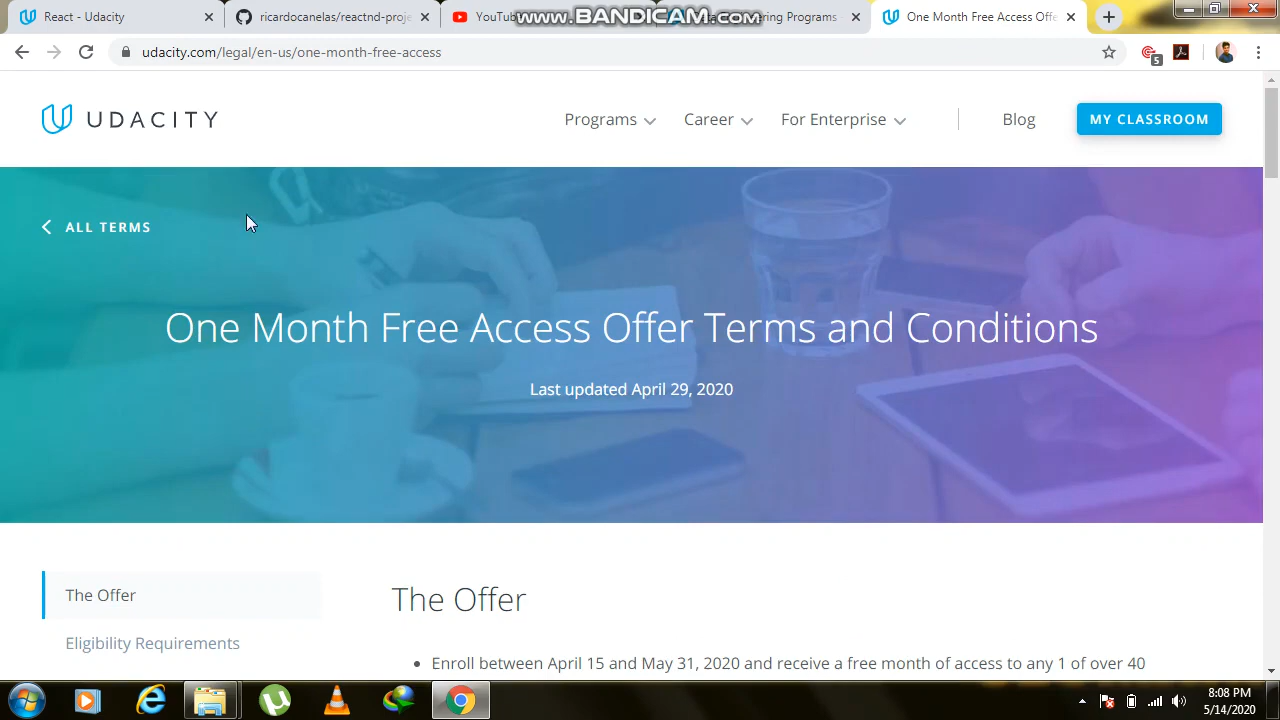 React - Udacity
ricardocanelas/reactnd-proje
YouTub
ring Programs
One Month Free Access Offe
www.BANDICAM.com
udacity.com/legal/en-us/one-month-free-access
5
UDACITY
Programs
Career
For Enterprise
Blog
MY CLASSROOM
ALL TERMS
One Month Free Access Offer Terms and Conditions
Last updated April 29, 2020
The Offer
Eligibility Requirements
The Offer
• Enroll between April 15 and May 31, 2020 and receive a free month of access to any 1 of over 40
8:08 PM
5/14/2020